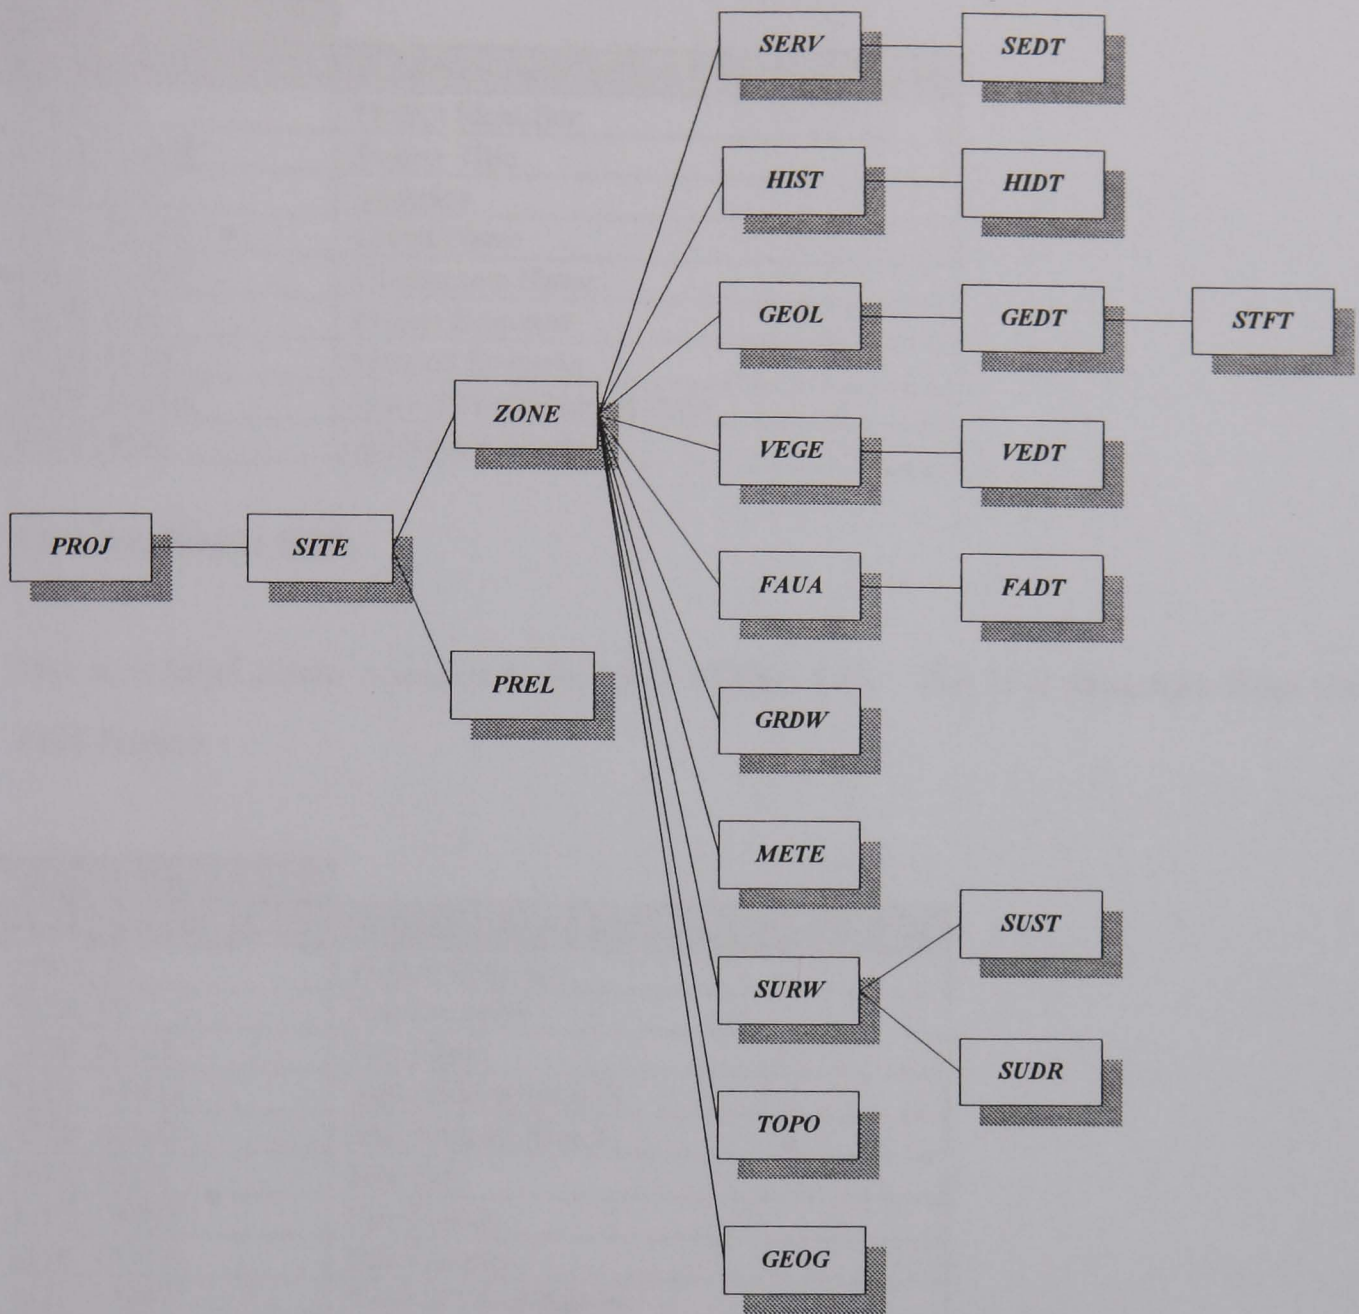 SERV SEDT
HIST HIDT
GEOL GEDT STFT
ZONE
VEGE VEDT
PROJ SITE
FAUA FADT
PREL
GRDW
METE
SUST
SURW
SUDR
TOPO
GEOG